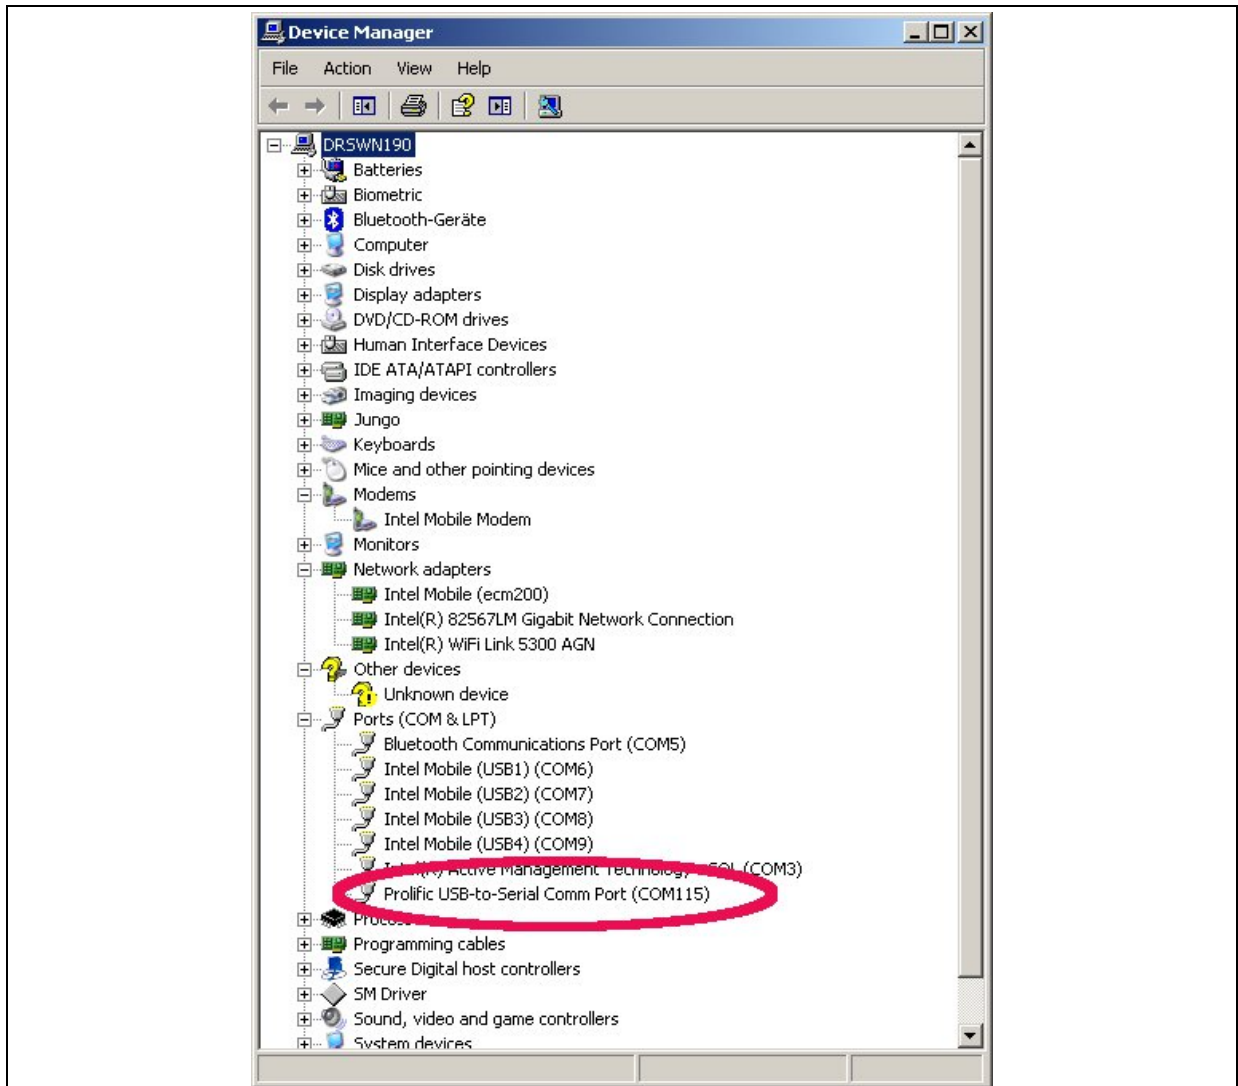 Device Manager
File Action View Help
DRSWN190
Batteries
Biometric
Bluetooth-Geräte
Computer
Disk drives
Display adapters
DVD/CD-ROM drives
Human Interface Devices
IDE ATA/ATAPI controllers
Imaging devices
Jungo
Keyboards
Mice and other pointing devices
Modems
Intel Mobile Modem
Monitors
Network adapters
Intel Mobile (ecm200)
Intel(R) 82567LM Gigabit Network Connection
Intel(R) WiFi Link 5300 AGN
Other devices
Unknown device
Ports (COM & LPT)
Bluetooth Communications Port (COM5)
Intel Mobile (USB1) (COM6)
Intel Mobile (USB2) (COM7)
Intel Mobile (USB3) (COM8)
Intel Mobile (USB4) (COM9)
Intel(R) Active Management Technology - SOL (COM3)
Prolific USB-to-Serial Comm Port (COM115)
Programming cables
Secure Digital host controllers
SM Driver
Sound, video and game controllers
System devices